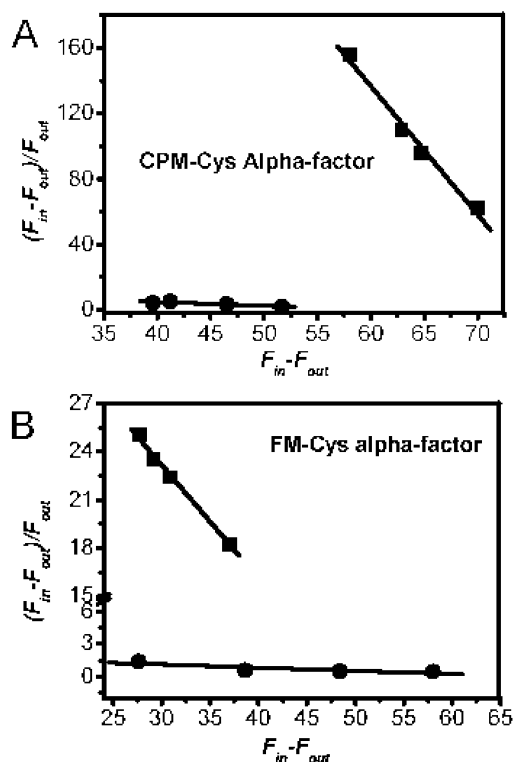 A
160
120
80
40
0
(F_in-F_out)/F_out
CPM-Cys Alpha-factor
35 40 45 50 55 60 65 70
F_in-F_out
B
27
24
21
18
15
6
3
0
(F_in-F_out)/F_out
FM-Cys alpha-factor
25 30 35 40 45 50 55 60 65
F_in-F_out